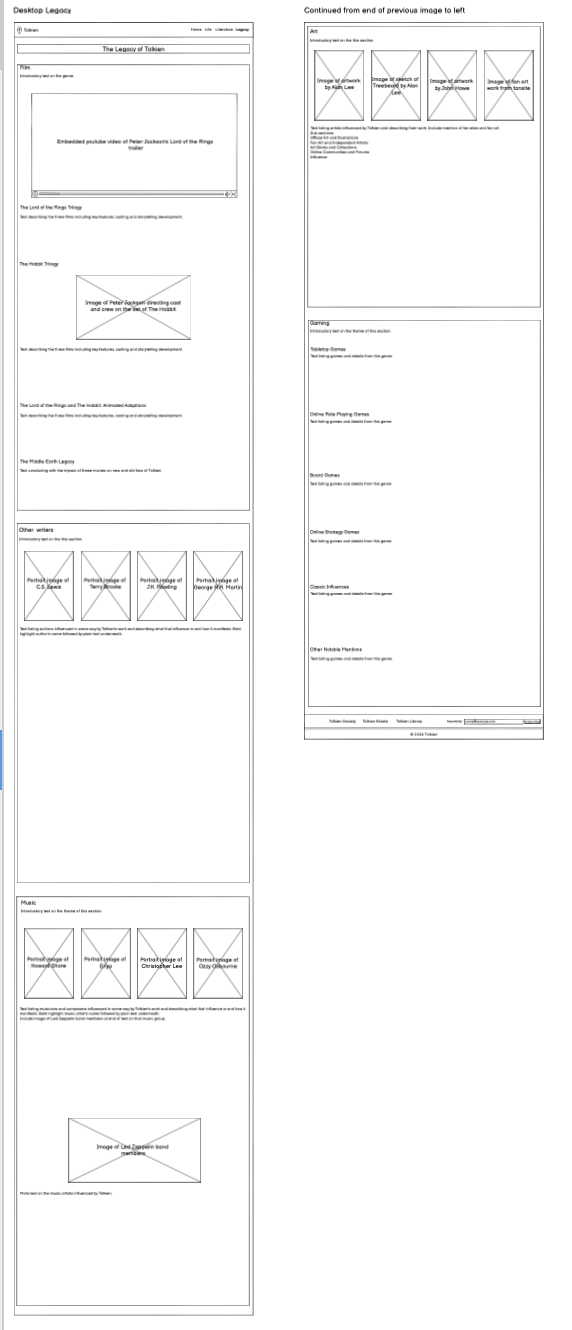 Desktop Legacy
Tolkien
Home Life Literature Legacy
The Legacy of Tolkien
Film
Introductory text on the genre
Embedded youtube video of Peter Jackson's Lord of the Rings
trailer
The Lord of the Rings Trilogy
Text describing the three films including key features, casting and storytelling development.
The Hobbit Trilogy
Image of Peter Jackson directing cast
and crew on the set of The Hobbit
Text describing the three films including key features, casting and storytelling development.
The Lord of the Rings and The Hobbit Animated Adaptions
Text describing the three films including key features, casting and storytelling development.
The Middle Earth Legacy
Text concluding with the impact of these movies on new and old fans of Tolkien
Other writers
Introductory text on the this section.
Portrait image of
C.S. Lewis
Portrait image of
Terry Brooks
Portrait image of
J.K. Rowling
Portrait image of
George R.R. Martin
Text listing authors influenced in some way by Tolkien's work and describing what that influence is and how it manifests. Bold
highlight author's name followed by plain text underneath.
Music
Introductory text on the theme of this section
Portrait image of
Howard Shore
Portrait image of
Enya
Portrait image of
Christopher Lee
Portrait image of
Ozzy Osbourne
Text listing musicians and composers influenced in some way by Tolkien's work and describing what that influence is and how it
manifests. Bold highlight music artist's name followed by plain text underneath.
Include image of Led Zeppelin band members at end of text on that music group.
Image of Led Zeppelin band
members
More text on the music artists influenced by Tolkien.
Continued from end of previous image to left
Art
Introductory text on the this section.
Image of artwork
by Alan Lee
Image of sketch of
Treebeard by Alan
Lee
Image of artwork
by John Howe
Image of fan art
work from fansite
Text listing artists influenced by Tolkien and describing their work. Include mention of fan sites and fan art.
Sub sections:
Official Art and Illustrations
Fan Art and Independent Artists
Art Books and Collections
Online Communities and Forums
Influence
Gaming
Introductory text on the theme of this section.
Tabletop Games
Text listing games and details from this genre
Online Role-Playing Games
Text listing games and details from this genre
Board Games
Text listing games and details from this genre
Online Strategy Games
Text listing games and details from this genre
Classic Influences
Text listing games and details from this genre
Other Notable Mentions
Text listing games and details from this genre
Tolkien Society Tolkien Estate Tolkien Library
Newsletter name@example.com
© 2024 Tolkien